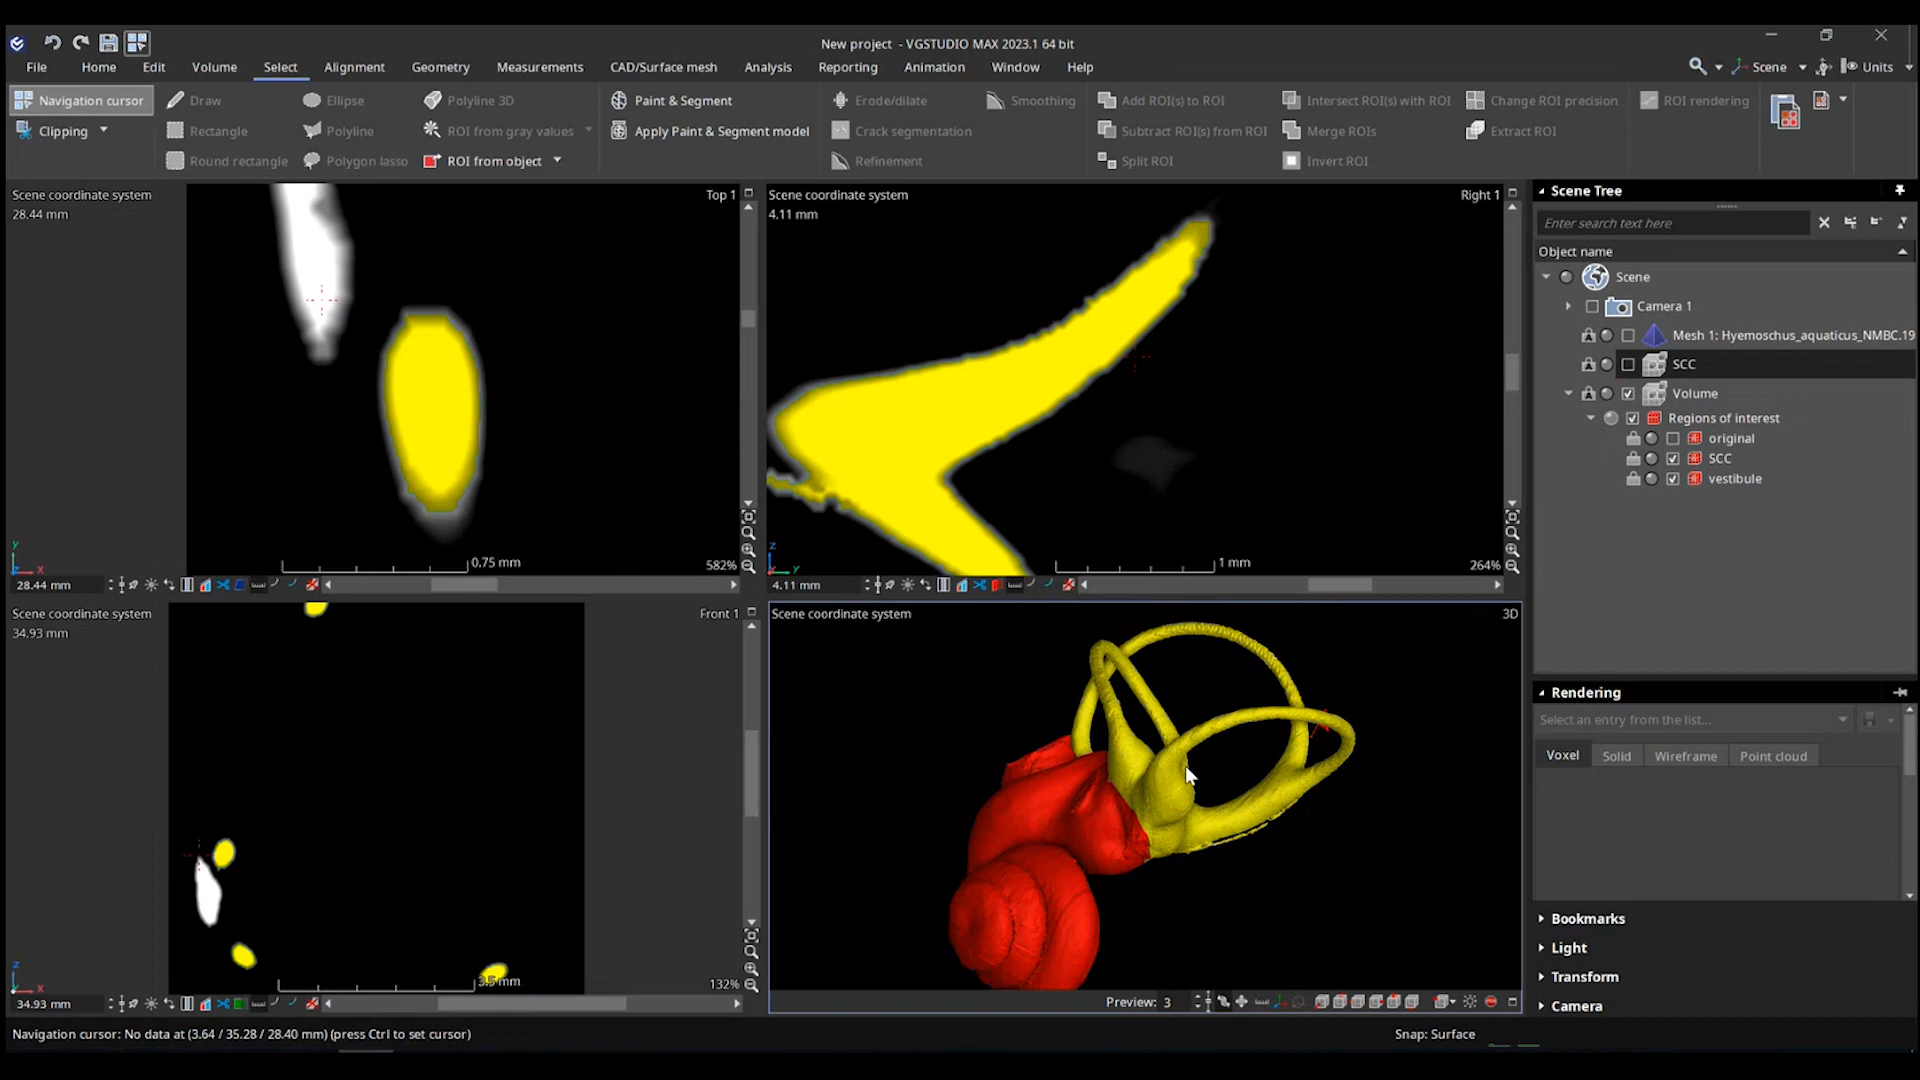 New project - VGSTUDIO MAX 2023.1 64 bit
File Home Edit Volume Select Alignment Geometry Measurements CAD/Surface mesh Analysis Reporting Animation Window Help Scene Units
Navigation cursor Draw Ellipse Polyline 3D Paint & Segment Erode/dilate Smoothing Add ROI(s) to ROI Intersect ROI(s) with ROI Change ROI precision ROI rendering
Clipping Rectangle Polyline ROI from gray values Apply Paint & Segment model Crack segmentation Subtract ROI(s) from ROI Merge ROIs Extract ROI
Round rectangle Polygon lasso ROI from object Refinement Split ROI Invert ROI
Scene coordinate system Top 1
28.44 mm
y
x
0.75 mm
582%
28.44 mm
Scene coordinate system Right 1
4.11 mm
z
y
1 mm
264%
4.11 mm
Scene coordinate system Front 1
34.93 mm
z
x
3.5 mm
132%
34.93 mm
Scene coordinate system 3D
Preview: 3
Scene Tree
Enter search text here
Object name
Scene
Camera 1
Mesh 1: Hyemoschus_aquaticus_NMBC.19
SCC
Volume
Regions of interest
original
SCC
vestibule
Rendering
Select an entry from the list...
Voxel Solid Wireframe Point cloud
Bookmarks
Light
Transform
Camera
Navigation cursor: No data at (3.64 / 35.28 / 28.40 mm) (press Ctrl to set cursor) Snap: Surface